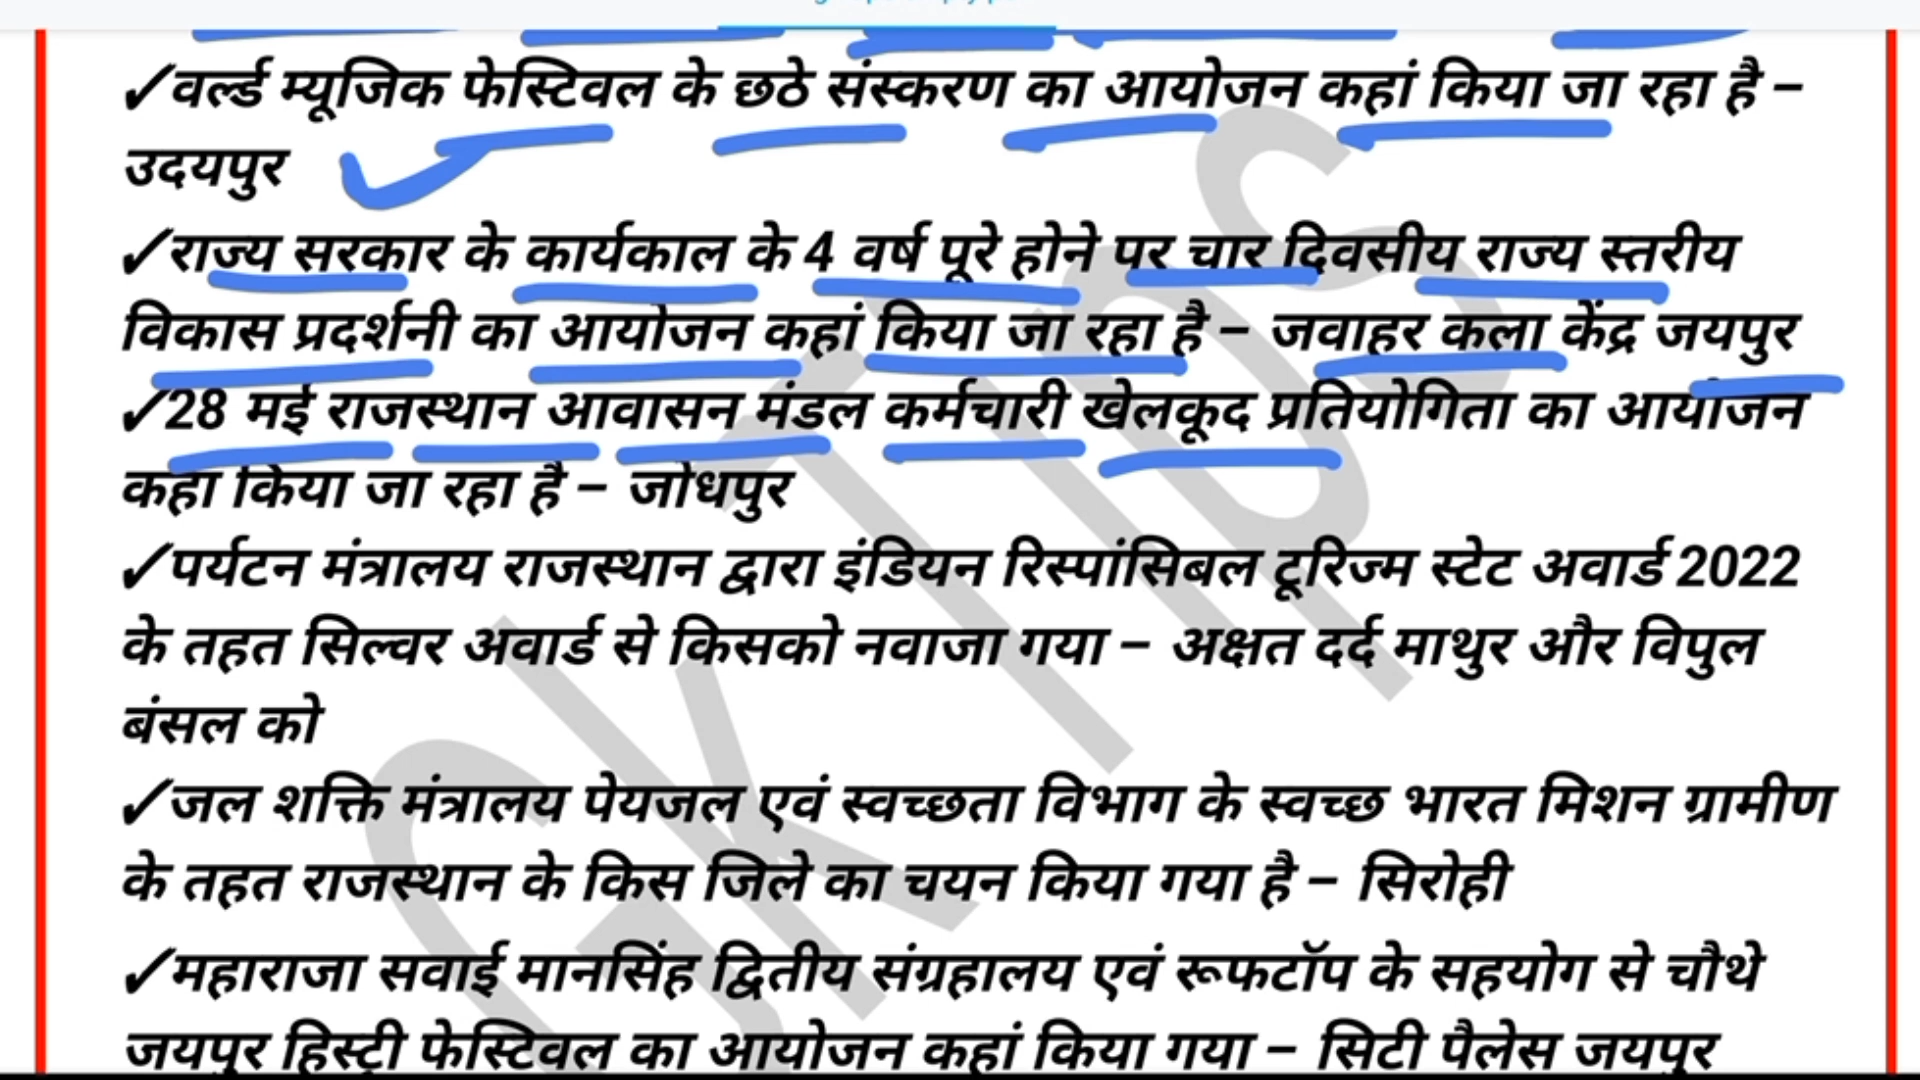 ✓वर्ल्ड म्यूजिक फेस्टिवल के छठे संस्करण का आयोजन कहां किया जा रहा है –
उदयपुर
✓राज्य सरकार के कार्यकाल के 4 वर्ष पूरे होने पर चार दिवसीय राज्य स्तरीय
विकास प्रदर्शनी का आयोजन कहां किया जा रहा है – जवाहर कला केंद्र जयपुर
✓28 मई राजस्थान आवासन मंडल कर्मचारी खेलकूद प्रतियोगिता का आयोजन
कहा किया जा रहा है – जोधपुर
✓पर्यटन मंत्रालय राजस्थान द्वारा इंडियन रिस्पांसिबल टूरिज्म स्टेट अवार्ड 2022
के तहत सिल्वर अवार्ड से किसको नवाजा गया – अक्षत दर्द माथुर और विपुल
बंसल को
✓जल शक्ति मंत्रालय पेयजल एवं स्वच्छता विभाग के स्वच्छ भारत मिशन ग्रामीण
के तहत राजस्थान के किस जिले का चयन किया गया है – सिरोही
✓महाराजा सवाई मानसिंह द्वितीय संग्रहालय एवं रूफटॉप के सहयोग से चौथे
जयपुर हिस्ट्री फेस्टिवल का आयोजन कहां किया गया – सिटी पैलेस जयपुर
GK Tips